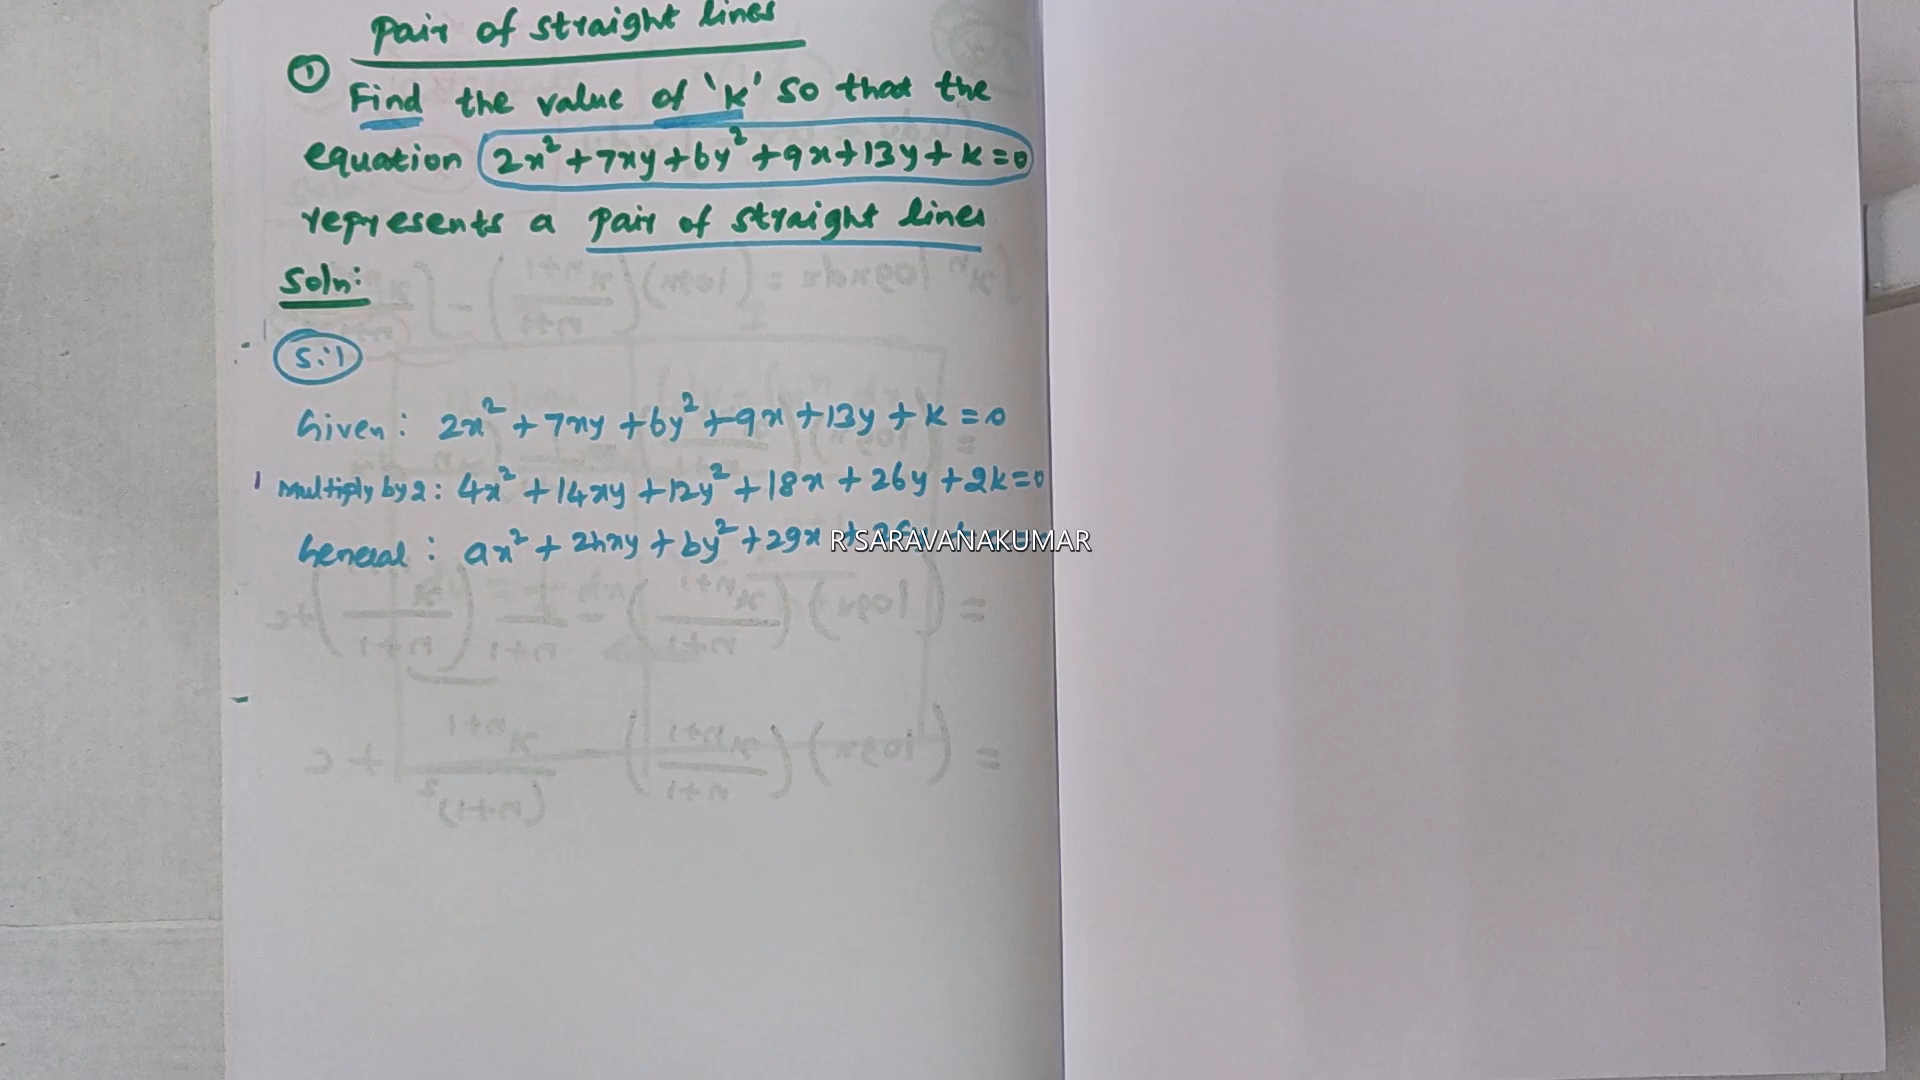 Pair of straight lines
① Find the value of 'K' so that the
equation 2x² + 7xy + 6y² + 9x + 13y + K = 0
represents a pair of straight lines
Soln:
S:1
Given: 2x² + 7xy + 6y² + 9x + 13y + K = 0
Multiply by 2: 4x² + 14xy + 12y² + 18x + 26y + 2K = 0
General: ax² + 2hxy + by² + 2gx +
R SARAVANAKUMAR